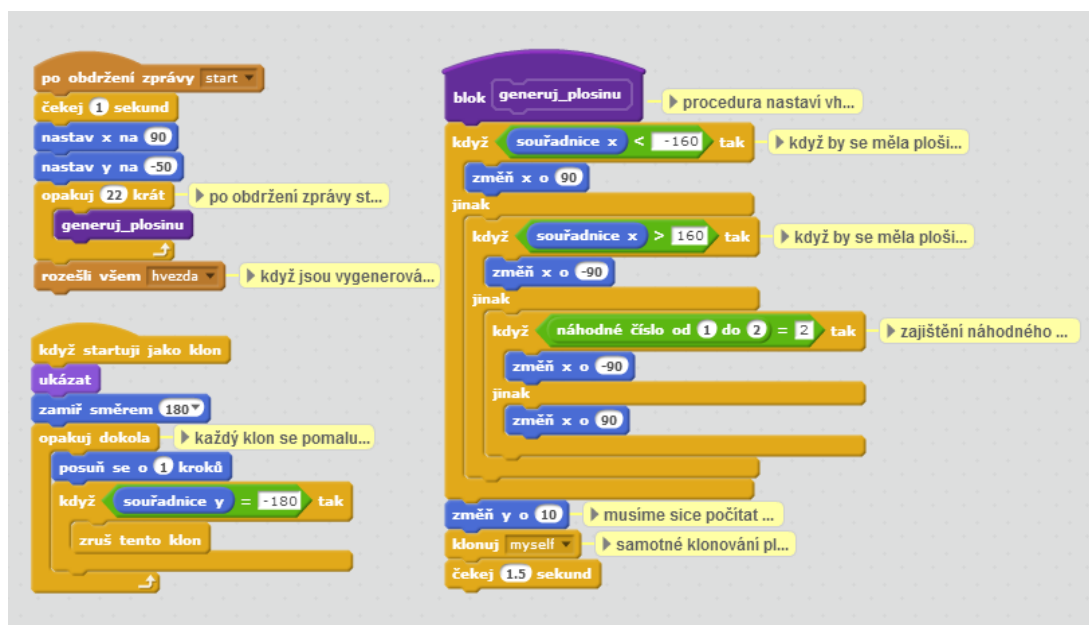 po obdržení zprávy start
čekej 1 sekund
nastav x na 90
nastav y na -50
opakuj 22 krát
po obdržení zprávy st...
generuj_plosinu
rozešli všem hvezda
když jsou vygenerová...
když startuji jako klon
ukázat
zamiř směrem 180
opakuj dokola
každý klon se pomalu...
posuň se o 1 kroků
když souřadnice y = -180 tak
zruš tento klon
blok generuj_plosinu
procedura nastaví vh...
když souřadnice x < -160 tak
když by se měla ploši...
změň x o 90
jinak
když souřadnice x > 160 tak
když by se měla ploši...
změň x o -90
jinak
když náhodné číslo od 1 do 2 = 2 tak
zajištění náhodného ...
změň x o -90
jinak
změň x o 90
změň y o 10
musíme sice počítat ...
klonuj myself
samotné klonování pl...
čekej 1.5 sekund